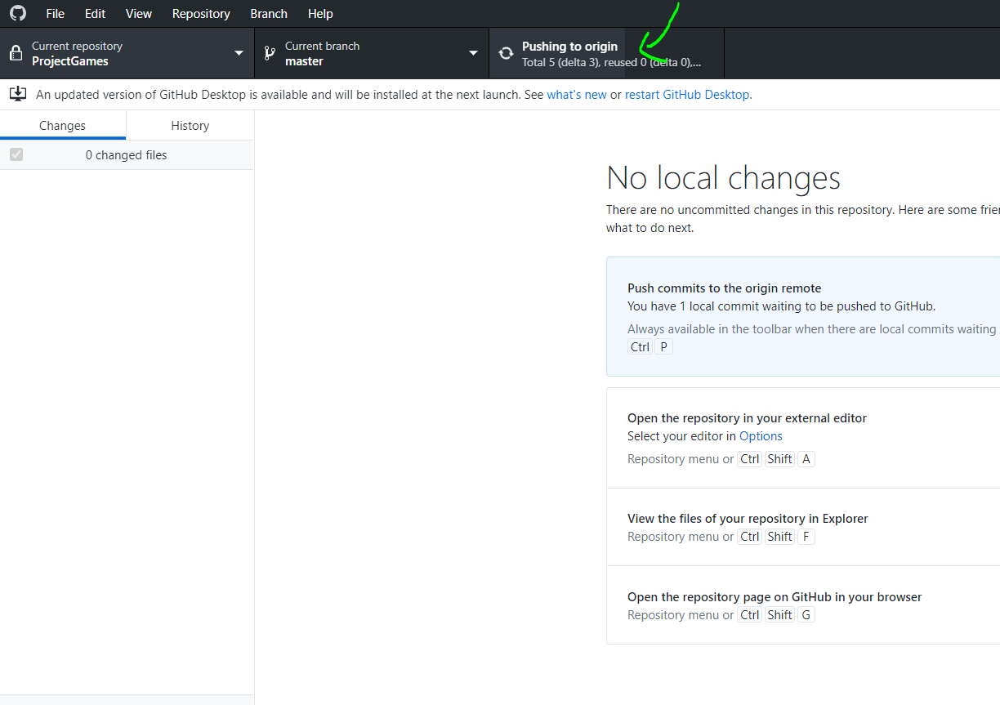 File Edit View Repository Branch Help
Current repository
ProjectGames
Current branch
master
Pushing to origin
Total 5 (delta 3), reused 0 (delta 0),...
An updated version of GitHub Desktop is available and will be installed at the next launch. See what's new or restart GitHub Desktop.
Changes
History
0 changed files
No local changes
There are no uncommitted changes in this repository. Here are some frien
what to do next.
Push commits to the origin remote
You have 1 local commit waiting to be pushed to GitHub.
Always available in the toolbar when there are local commits waiting
Ctrl P
Open the repository in your external editor
Select your editor in Options
Repository menu or Ctrl Shift A
View the files of your repository in Explorer
Repository menu or Ctrl Shift F
Open the repository page on GitHub in your browser
Repository menu or Ctrl Shift G